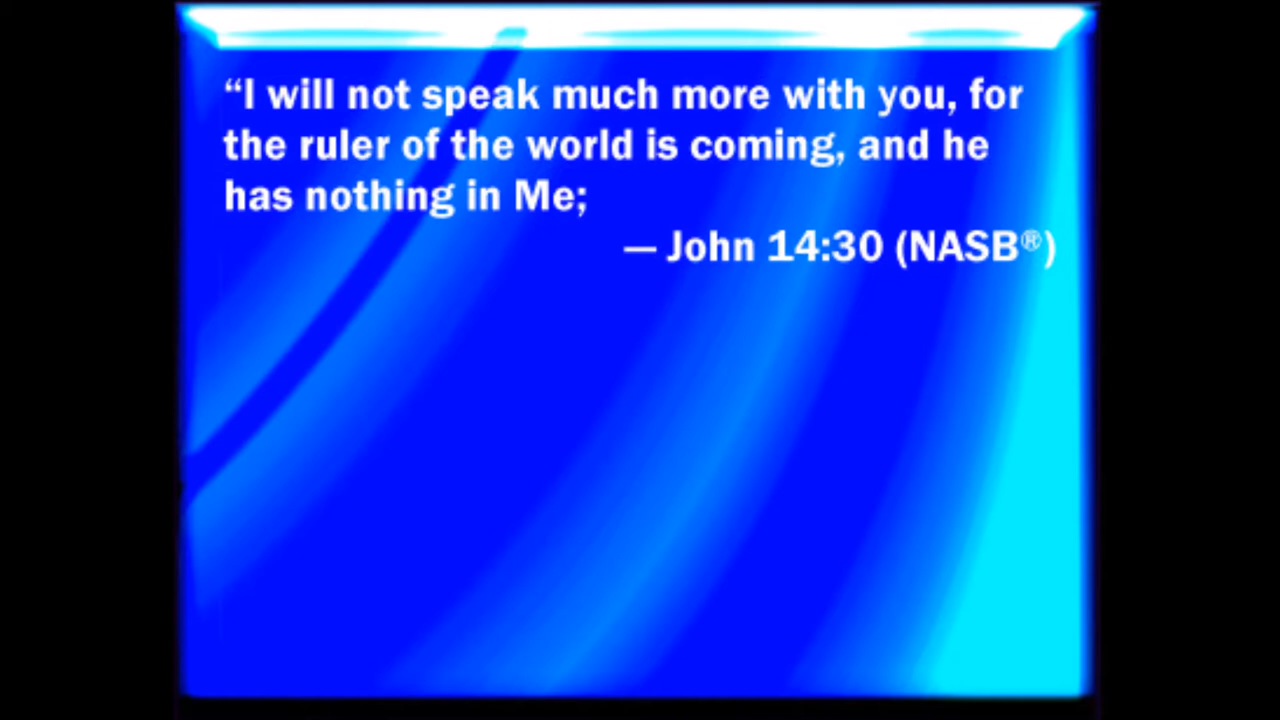 “I will not speak much more with you, for
the ruler of the world is coming, and he
has nothing in Me;
— John 14:30 (NASB®)